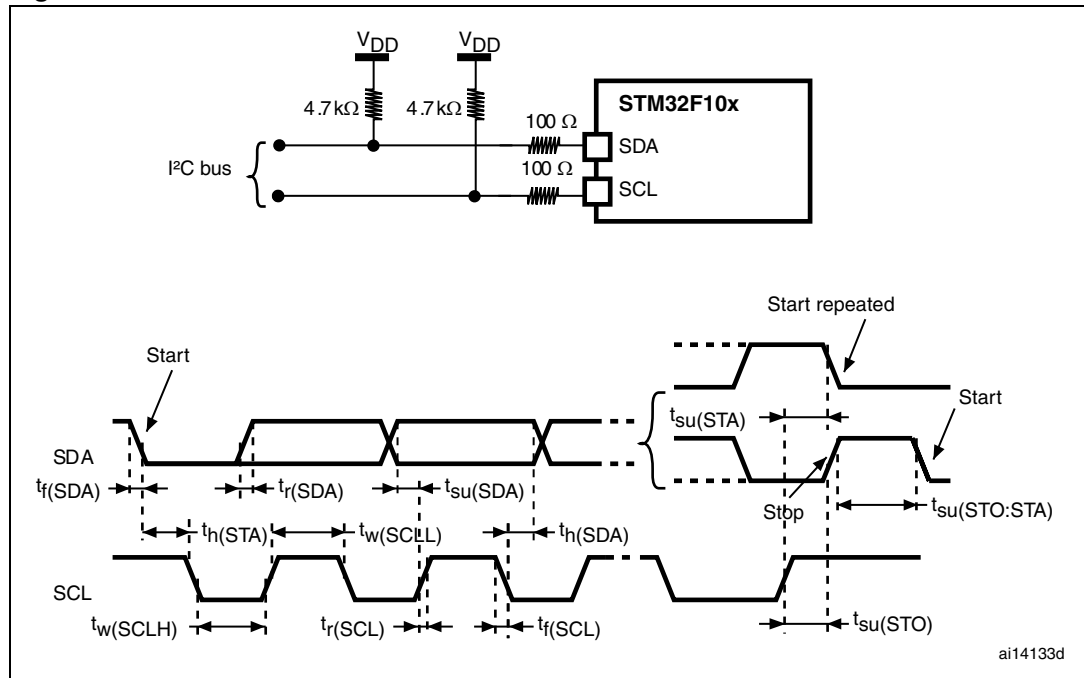 VDD VDD
4.7kΩ 4.7kΩ
STM32F10x
100 Ω
SDA
100 Ω
SCL
I²C bus
Start repeated
Start
Start
tsu(STA)
SDA
tf(SDA) tr(SDA) tsu(SDA)
Stop tsu(STO:STA)
th(STA) tw(SCLL) th(SDA)
SCL
tw(SCLH) tr(SCL) tf(SCL) tsu(STO)
ai14133d